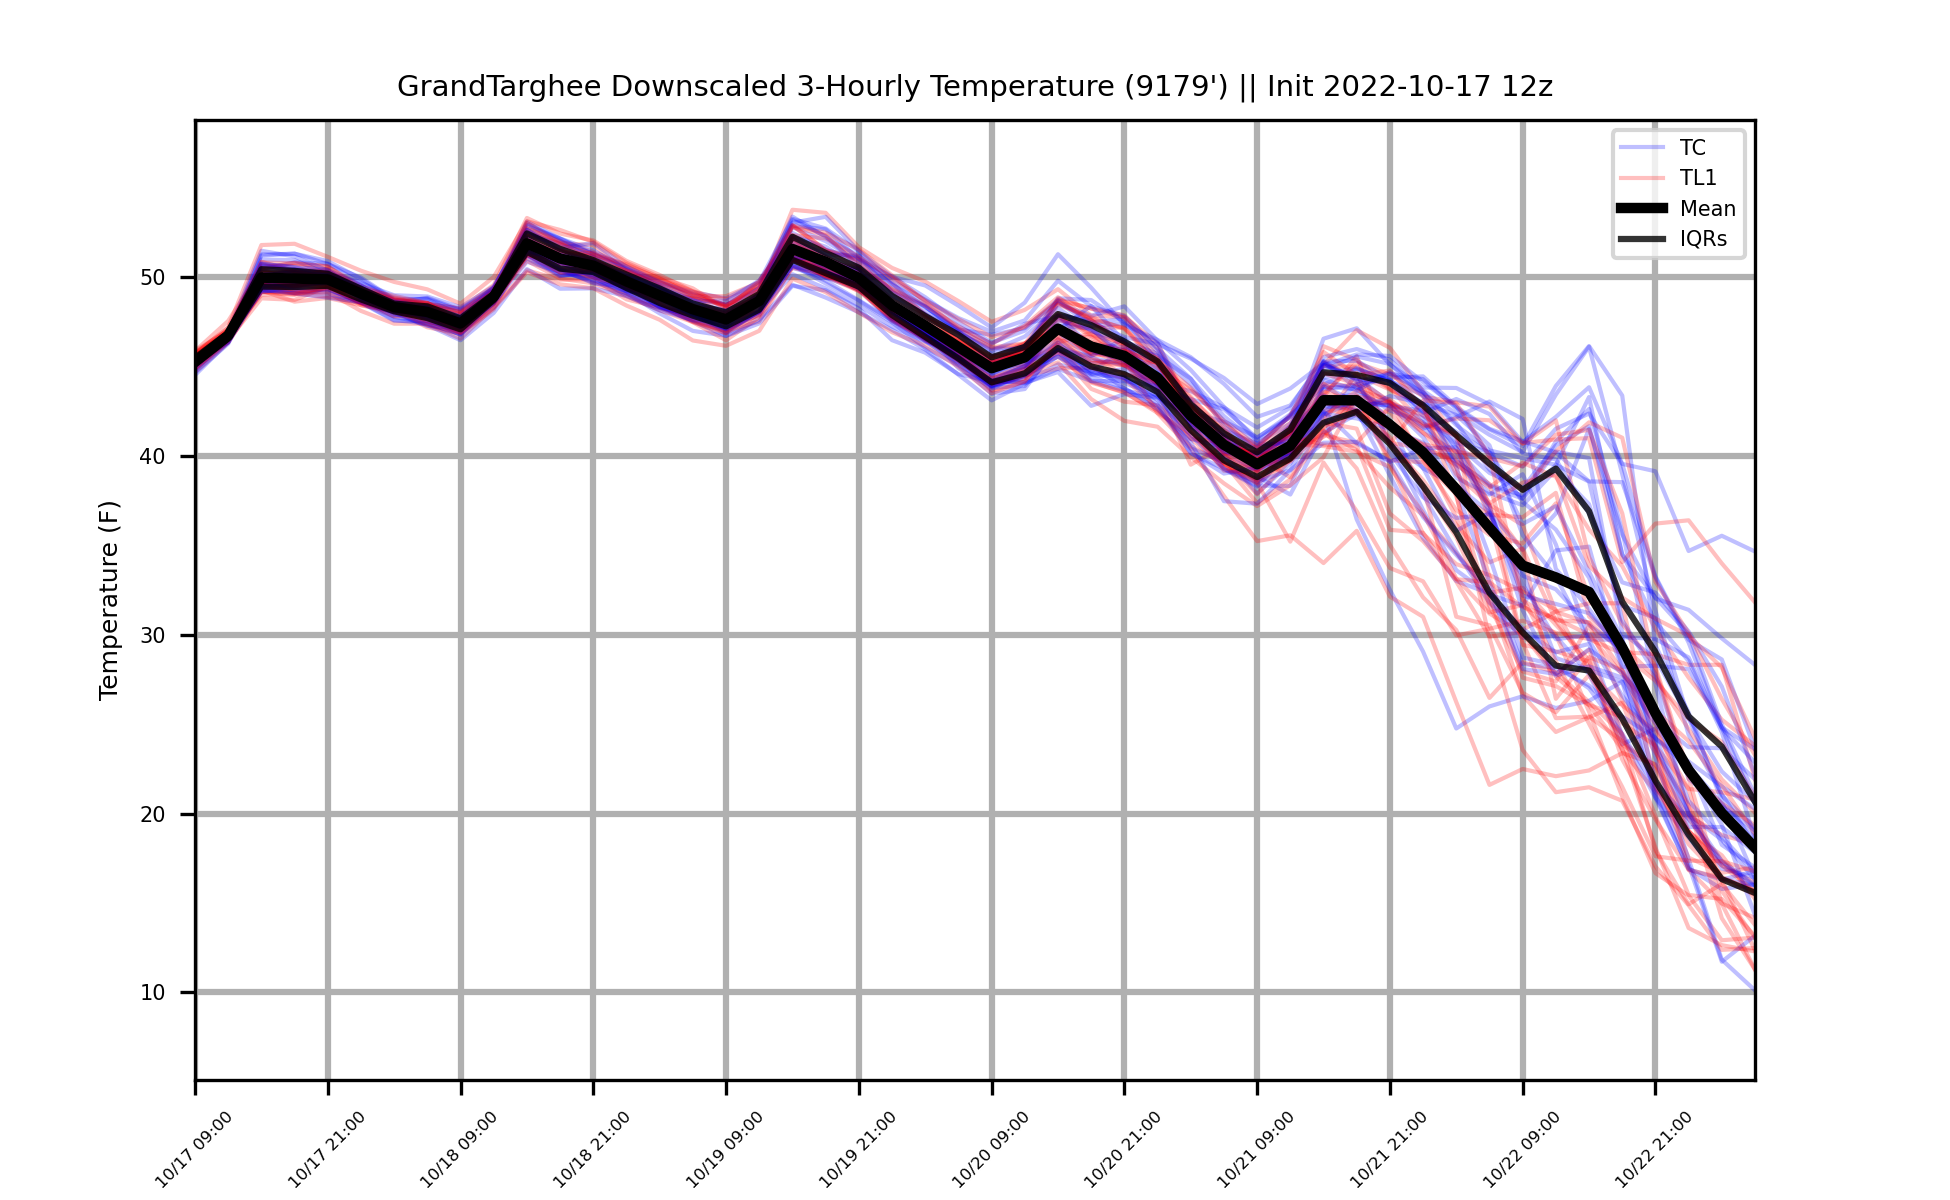 GrandTarghee Downscaled 3-Hourly Temperature (9179') || Init 2022-10-17 12z
TC
TL1
Mean
IQRs
Temperature (F)
50
40
30
20
10
10/17 09:00
10/17 21:00
10/18 09:00
10/18 21:00
10/19 09:00
10/19 21:00
10/20 09:00
10/20 21:00
10/21 09:00
10/21 21:00
10/22 09:00
10/22 21:00